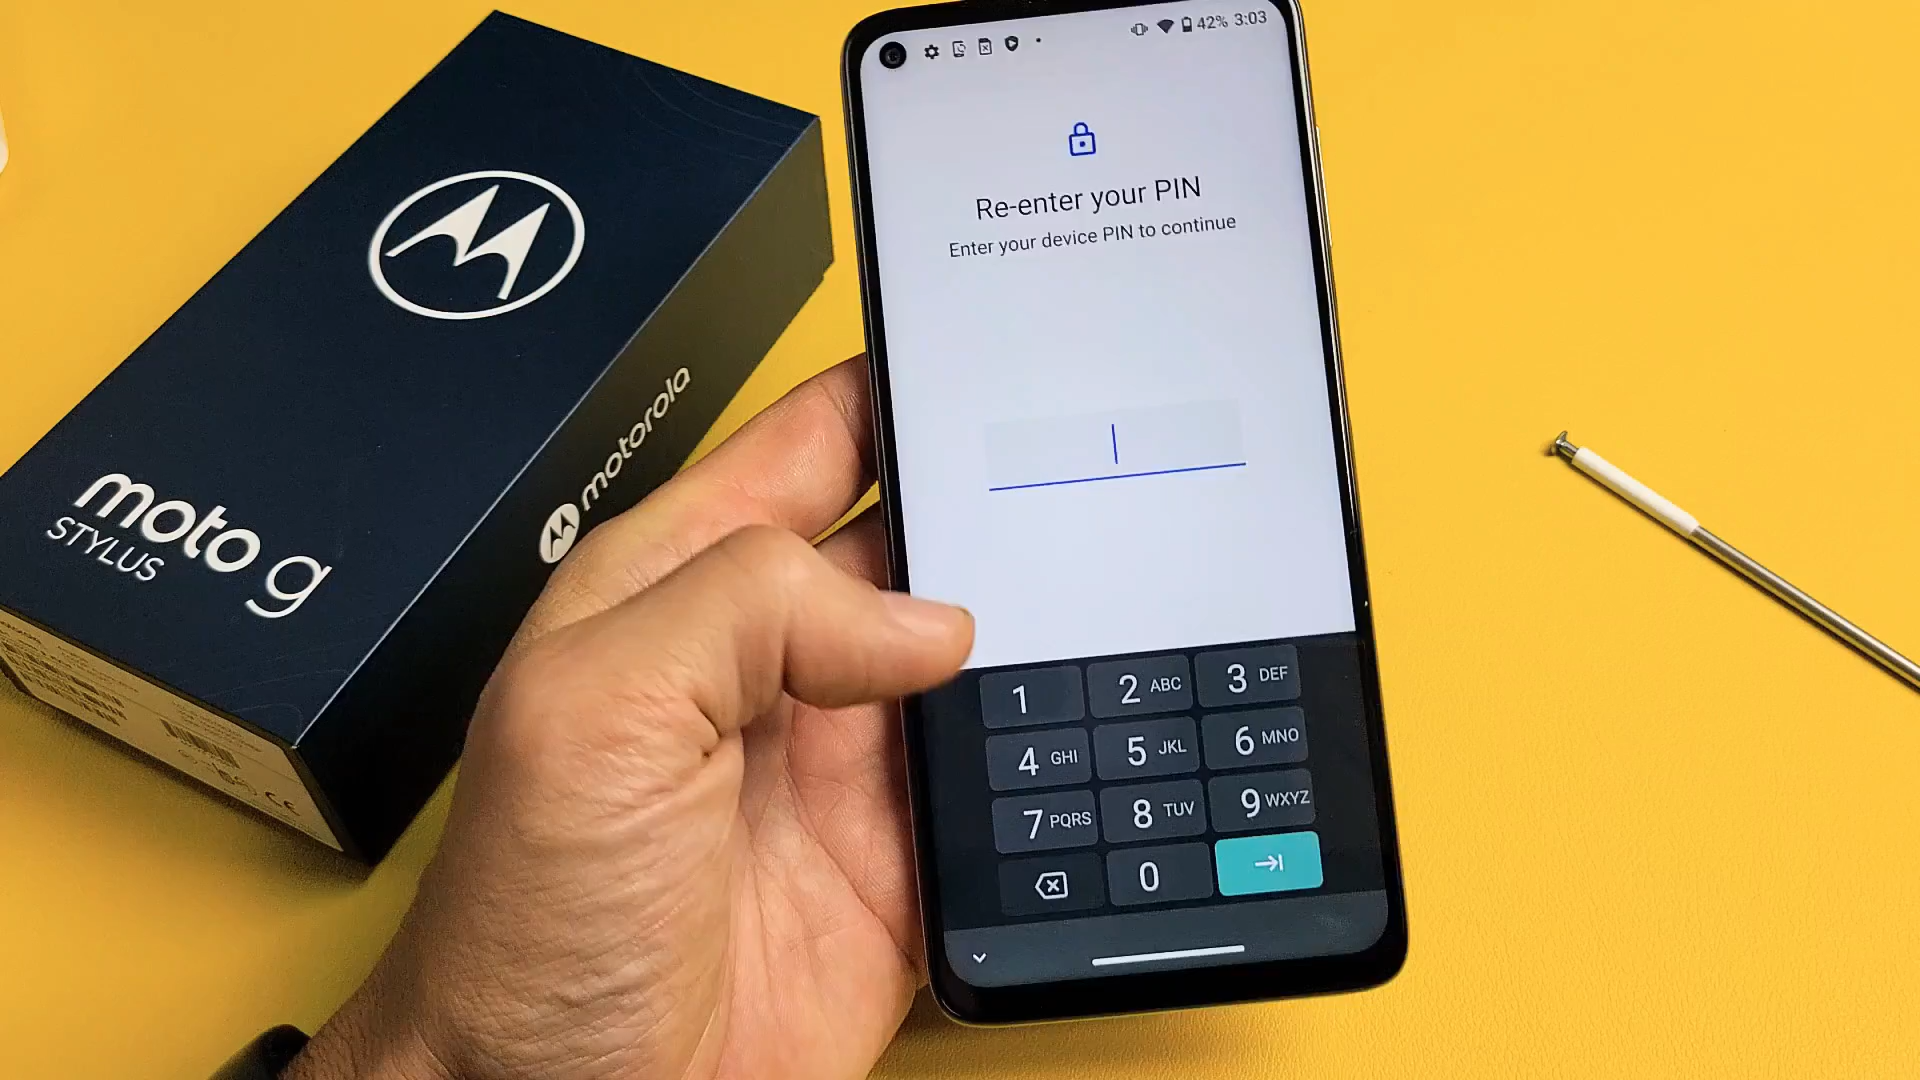 moto g
STYLUS
motorola
42% 3:03
Re-enter your PIN
Enter your device PIN to continue
1
2 ABC
3 DEF
4 GHI
5 JKL
6 MNO
7 PQRS
8 TUV
9 WXYZ
0